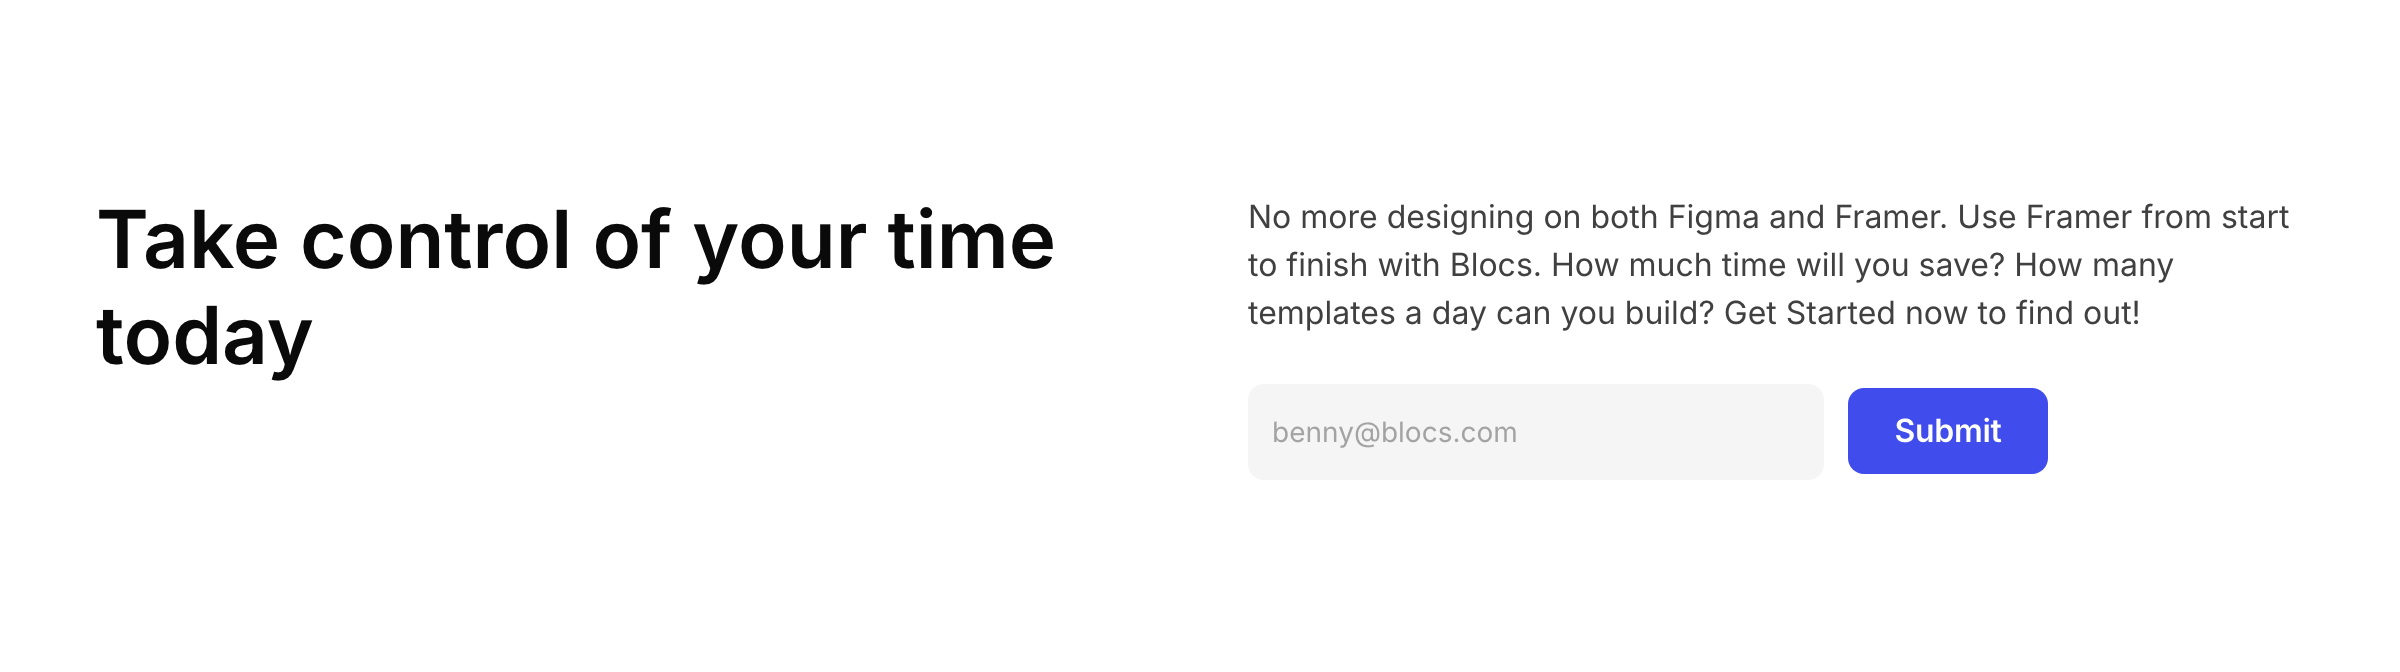 Take control of your time
today
No more designing on both Figma and Framer. Use Framer from start
to finish with Blocs. How much time will you save? How many
templates a day can you build? Get Started now to find out!
benny@blocs.com
Submit